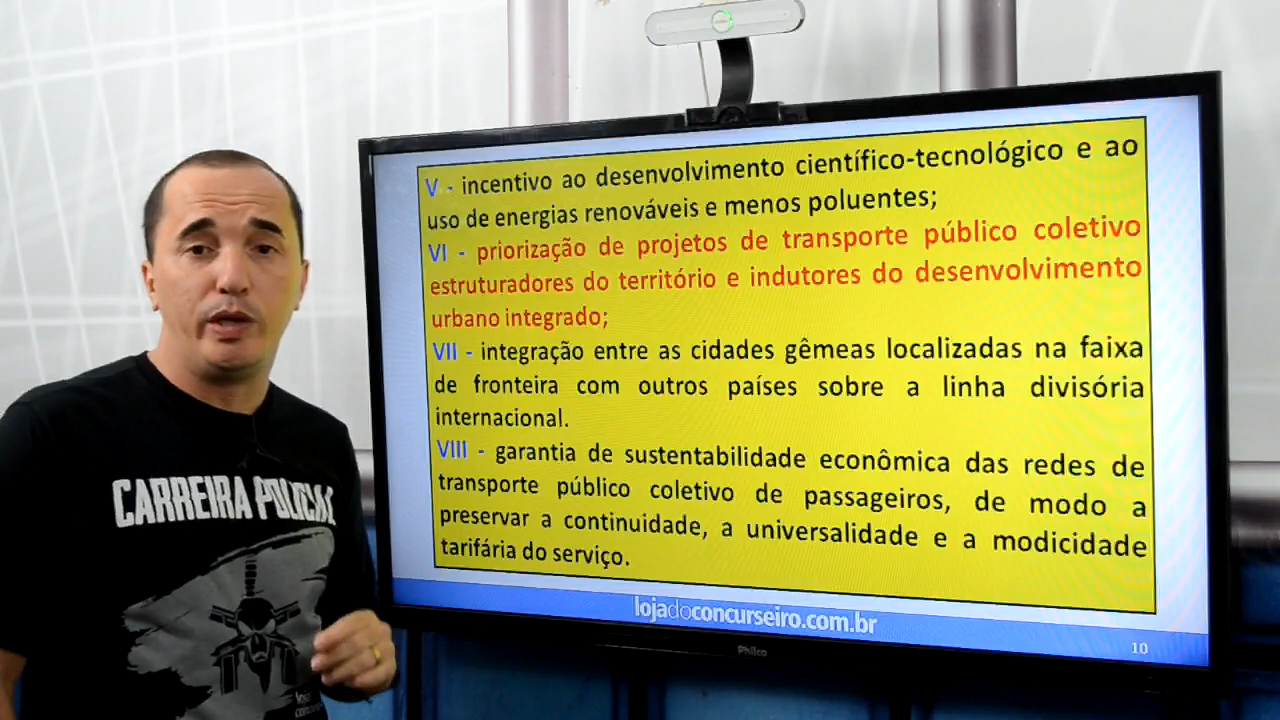 V - incentivo ao desenvolvimento científico-tecnológico e ao
uso de energias renováveis e menos poluentes;
VI - priorização de projetos de transporte público coletivo
estruturadores do território e indutores do desenvolvimento
urbano integrado;
VII - integração entre as cidades gêmeas localizadas na faixa
de fronteira com outros países sobre a linha divisória
internacional.
VIII - garantia de sustentabilidade econômica das redes de
transporte público coletivo de passageiros, de modo a
preservar a continuidade, a universalidade e a modicidade
tarifária do serviço.
lojadoconcurseiro.com.br
10
Philco
CARREIRA POLICIAL